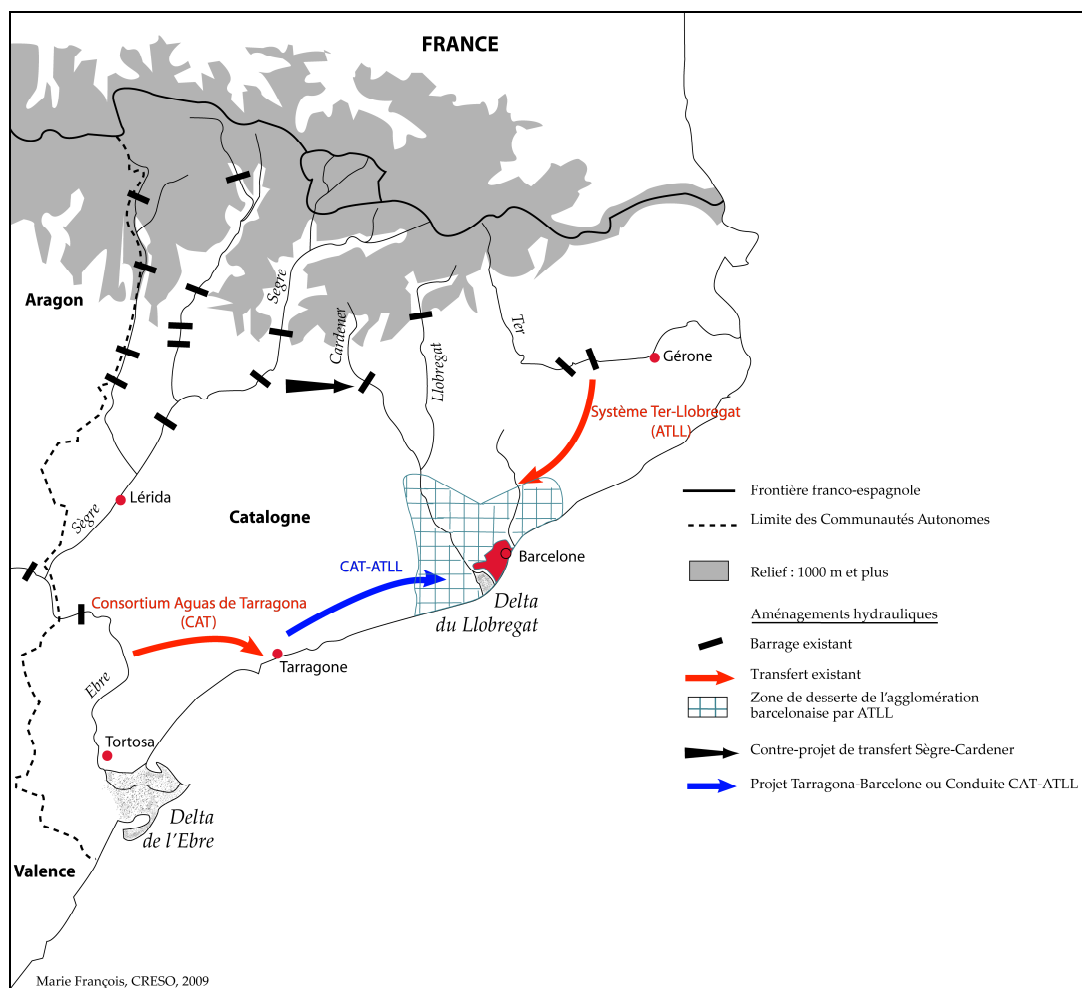 FRANCE
Aragon
Segre
Cardener
Llobregat
Ter
Gérone
Système Ter-Llobregat
(ATLL)
Lérida
Sègre
Catalogne
Barcelone
CAT-ATLL
Delta
du Llobregat
Consortium Aguas de Tarragona
(CAT)
Tarragone
Ebre
Tortosa
Delta
de l'Ebre
Valence
Frontière franco-espagnole
Limite des Communautés Autonomes
Relief : 1000 m et plus
Aménagements hydrauliques
Barrage existant
Transfert existant
Zone de desserte de l'agglomération
barcelonaise par ATLL
Contre-projet de transfert Sègre-Cardener
Projet Tarragona-Barcelone ou Conduite CAT-ATLL
Marie François, CRESO, 2009